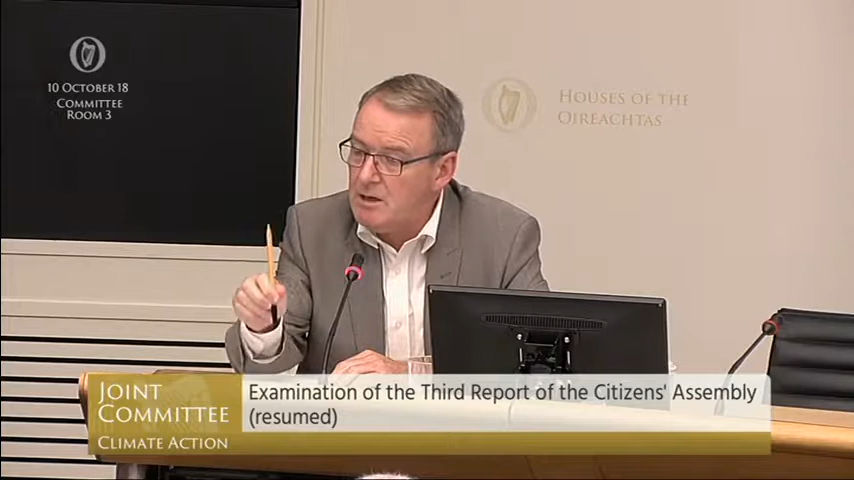 10 October 18
Committee
Room 3
Houses of the
Oireachtas
Joint
Committee
Climate Action
Examination of the Third Report of the Citizens' Assembly
(resumed)